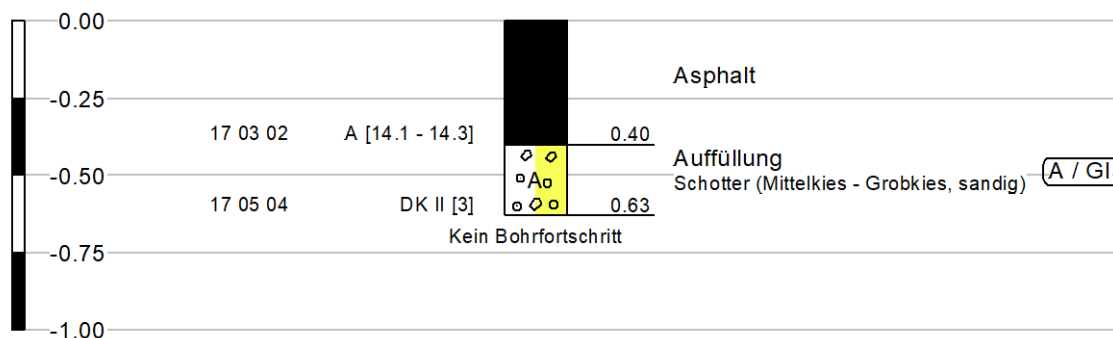 0.00
Asphalt
-0.25
17 03 02 A [14.1 - 14.3] 0.40
Auffüllung
-0.50 A Schotter (Mittelkies - Grobkies, sandig) A / G
17 05 04 DK II [3] 0.63
Kein Bohrfortschritt
-0.75
-1.00